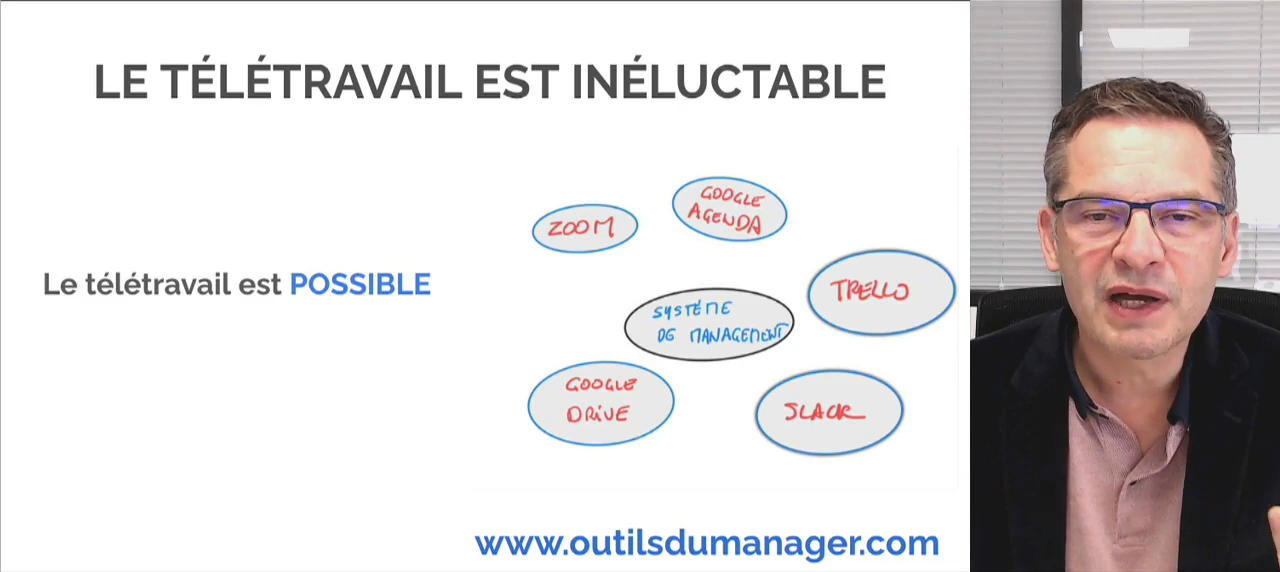 LE TÉLÉTRAVAIL EST INÉLUCTABLE
GOOGLE
AGENDA
ZOOM
Le télétravail est POSSIBLE
TRELLO
SYSTÉME
DE MANAGEMENT
GOOGLE
DRIVE
SLACK
www.outilsdumanager.com